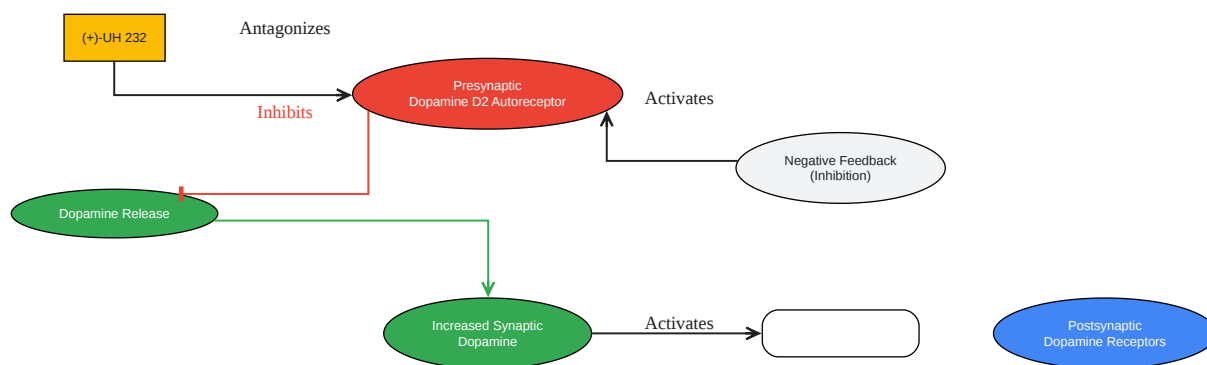 (+)-UH 232
Antagonizes
Presynaptic
Dopamine D2 Autoreceptor
Activates
Inhibits
Negative Feedback
(Inhibition)
Dopamine Release
Increased Synaptic
Dopamine
Activates
Postsynaptic
Dopamine Receptors